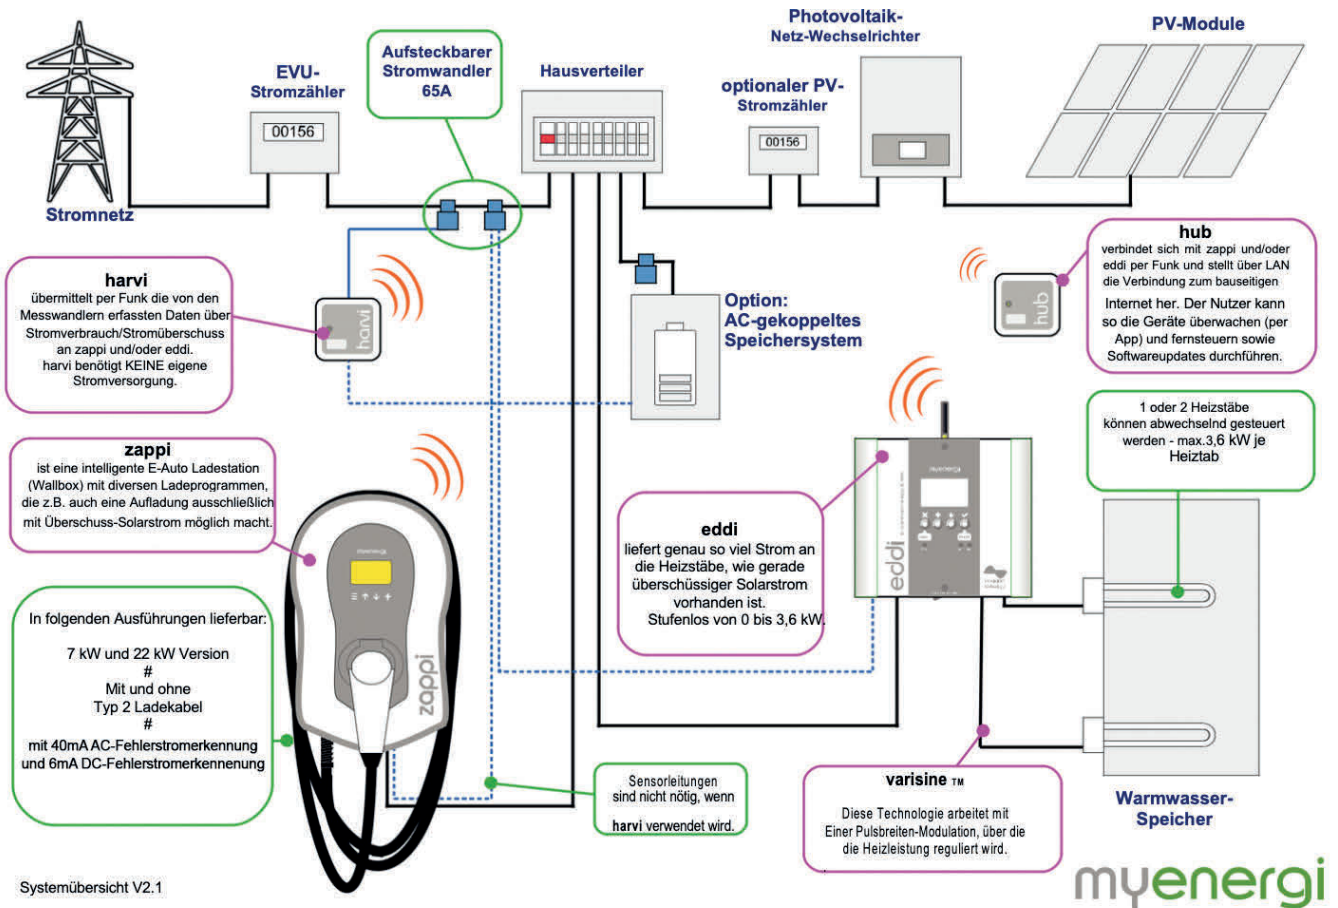 Stromnetz
EVU-
Stromzähler
00156
Aufsteckbarer
Stromwandler
65A
Hausverteiler
optionaler PV-
Stromzähler
00156
Photovoltaik-
Netz-Wechselrichter
PV-Module
harvi
übermittelt per Funk die von den
Messwandlern erfassten Daten über
Stromverbrauch/Stromüberschuss
an zappi und/oder eddi.
harvi benötigt KEINE eigene
Stromversorgung.
harvi
Option:
AC-gekoppeltes
Speichersystem
hub
hub
verbindet sich mit zappi und/oder
eddi per Funk und stellt über LAN
die Verbindung zum bauseitigen
Internet her. Der Nutzer kann
so die Geräte überwachen (per
App) und fernsteuern sowie
Softwareupdates durchführen.
zappi
ist eine intelligente E-Auto Ladestation
(Wallbox) mit diversen Ladeprogrammen,
die z.B. auch eine Aufladung ausschließlich
mit Überschuss-Solarstrom möglich macht.
In folgenden Ausführungen lieferbar:
7 kW und 22 kW Version
#
Mit und ohne
Typ 2 Ladekabel
#
mit 40mA AC-Fehlerstromerkennung
und 6mA DC-Fehlerstromerkennenung
zappi
eddi
liefert genau so viel Strom an
die Heizstäbe, wie gerade
überschüssiger Solarstrom
vorhanden ist.
Stufenlos von 0 bis 3,6 kW.
eddi
1 oder 2 Heizstäbe
können abwechselnd gesteuert
werden - max.3,6 kW je
Heiztab
Sensorleitungen
sind nicht nötig, wenn
harvi verwendet wird.
varisine TM
Diese Technologie arbeitet mit
Einer Pulsbreiten-Modulation, über die
die Heizleistung reguliert wird.
Warmwasser-
Speicher
Systemübersicht V2.1
myenergi